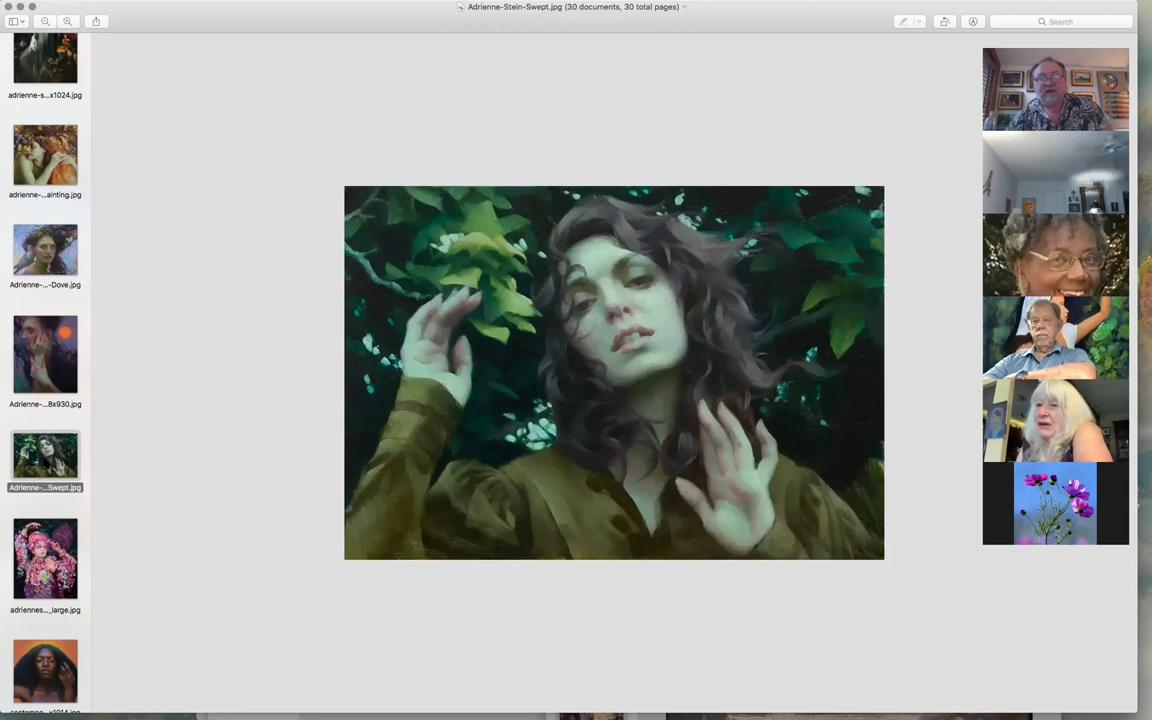 Adrienne-Stein-Swept.jpg (30 documents, 30 total pages)
Search
adrienne-s...x1024.jpg
adrienne-...ainting.jpg
Adrienne-...-Dove.jpg
Adrienne-...8x930.jpg
Adrienne-...Swept.jpg
adriennes..._large.jpg